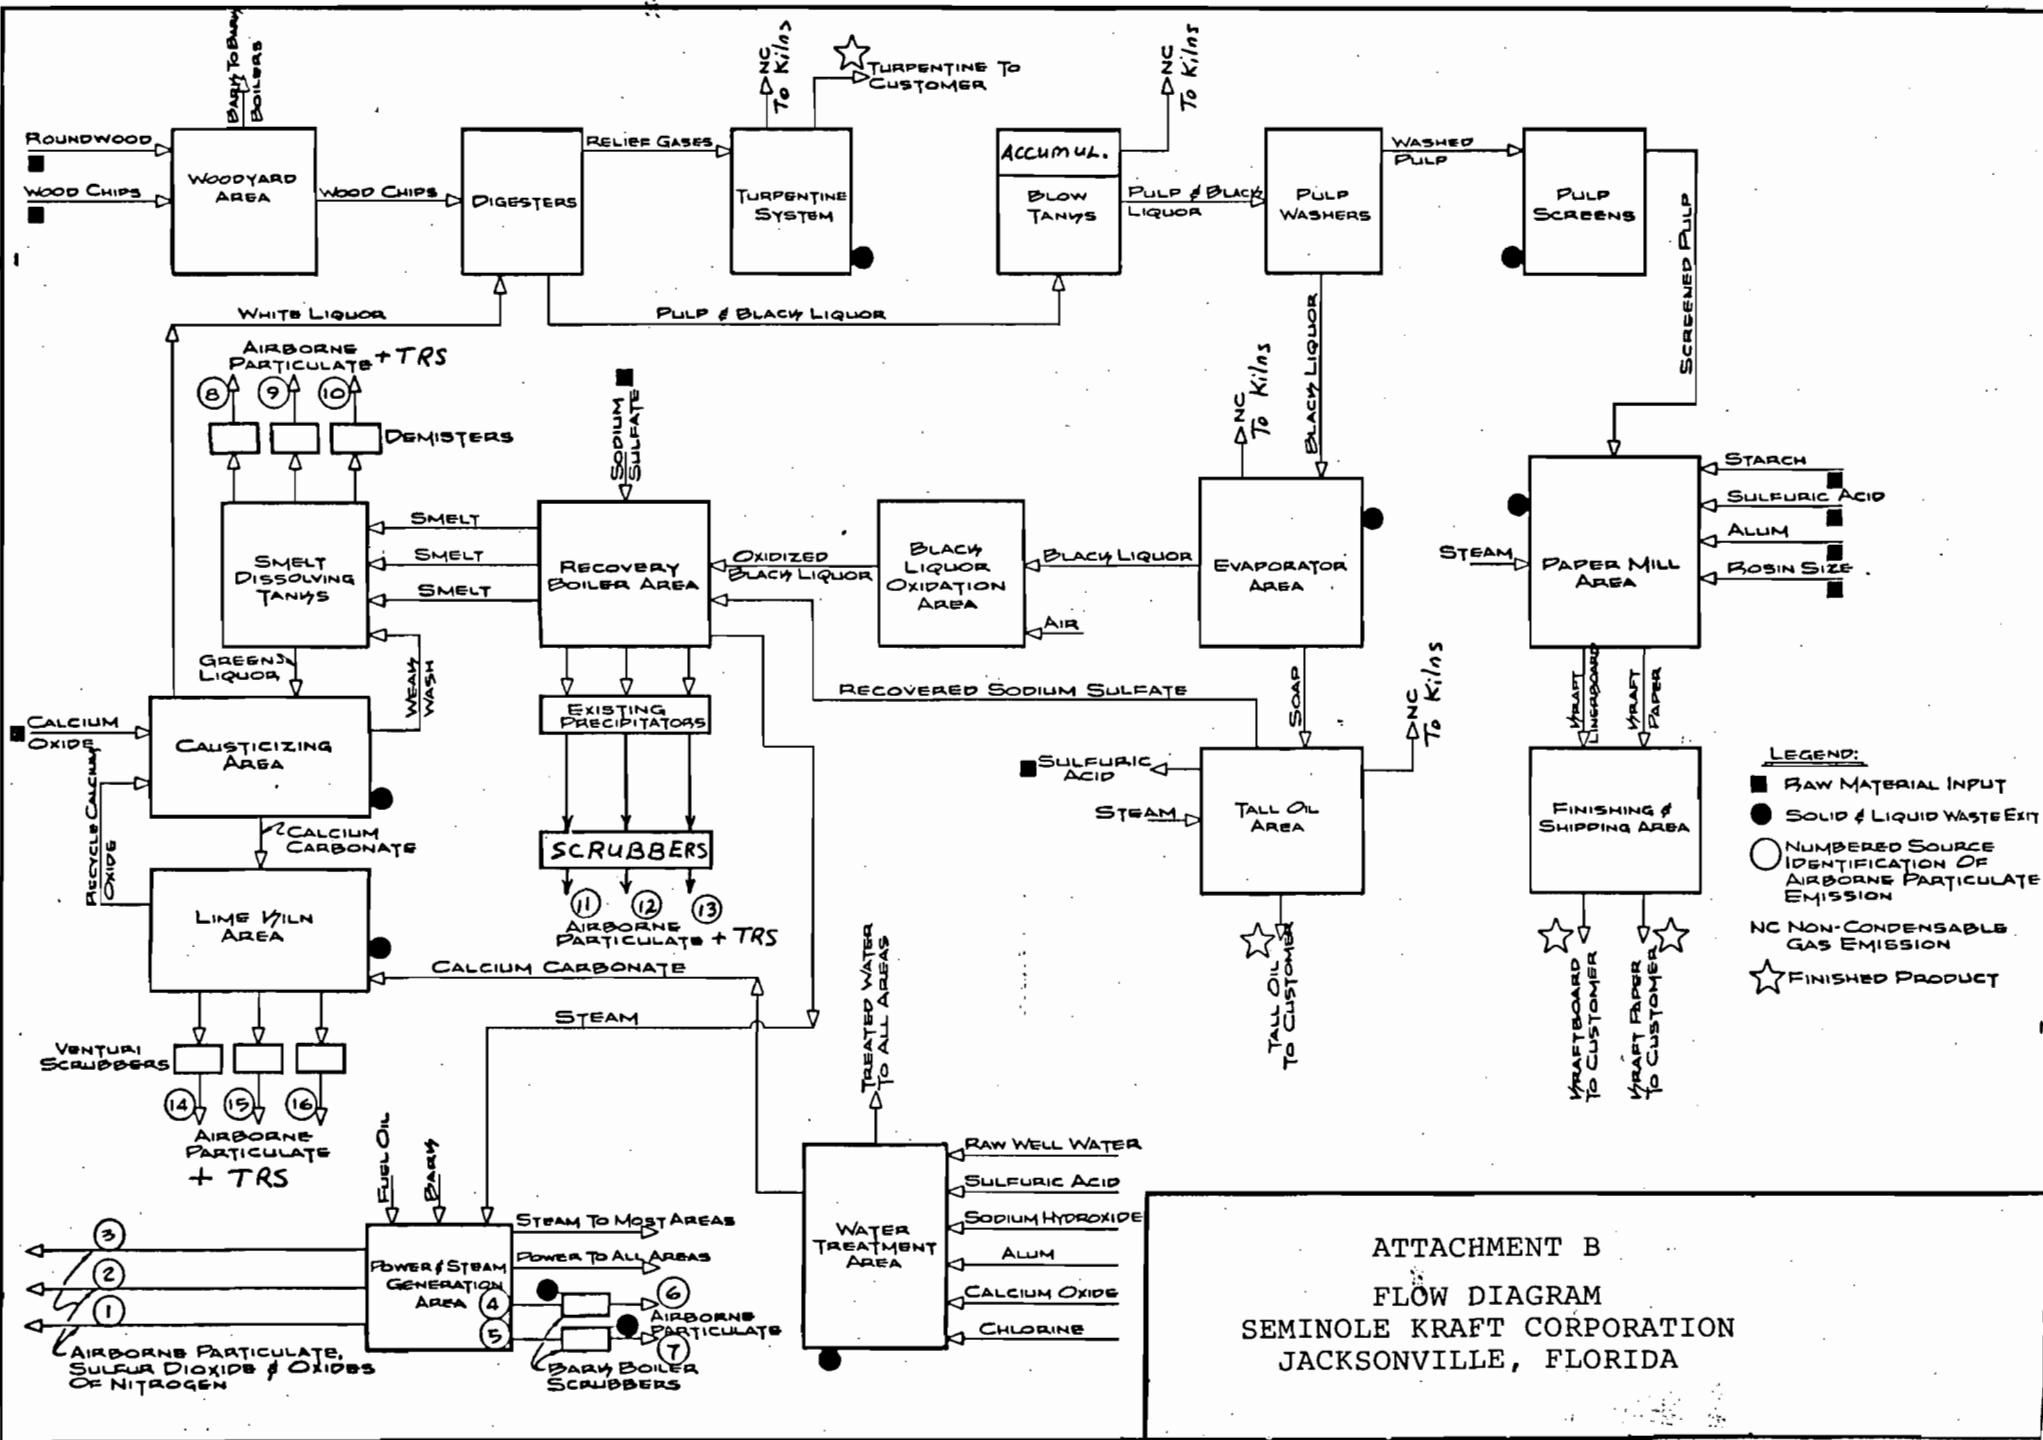 BARK TO BARK
BOILERS
NC
To Kilns
TURPENTINE TO
CUSTOMER
NC
To Kilns
ROUNDWOOD
WOOD CHIPS
WOODYARD
AREA
WOOD CHIPS
DIGESTERS
RELIEF GASES
TURPENTINE
SYSTEM
ACCUMUL.
BLOW
TANKS
PULP & BLACK
LIQUOR
PULP
WASHERS
WASHED
PULP
PULP
SCREENS
SCREENED PULP
WHITE LIQUOR
PULP & BLACK LIQUOR
BLACK LIQUOR
AIRBORNE
PARTICULATE + TRS
8
9
10
DEMISTERS
SODIUM
SULFATE
NC
To Kilns
SMELT
DISSOLVING
TANKS
SMELT
SMELT
SMELT
RECOVERY
BOILER AREA
OXIDIZED
BLACK LIQUOR
BLACK
LIQUOR
OXIDATION
AREA
AIR
BLACK LIQUOR
EVAPORATOR
AREA
STEAM
PAPER MILL
AREA
STARCH
SULFURIC ACID
ALUM
ROSIN SIZE
GREEN
LIQUOR
WEAK
WASH
CALCIUM
OXIDE
CAUSTICIZING
AREA
EXISTING
PRECIPITATORS
RECOVERED SODIUM SULFATE
SOAP
NC
To Kilns
KRAFT
LINERBOARD
KRAFT
PAPER
SULFURIC
ACID
STEAM
TALL OIL
AREA
FINISHING &
SHIPPING AREA
LEGEND:
RAW MATERIAL INPUT
SOLID & LIQUID WASTE EXIT
NUMBERED SOURCE
IDENTIFICATION OF
AIRBORNE PARTICULATE
EMISSION
NC NON-CONDENSABLE
GAS EMISSION
FINISHED PRODUCT
RECYCLE CALCIUM
OXIDE
CALCIUM
CARBONATE
SCRUBBERS
11
12
13
AIRBORNE
PARTICULATE + TRS
LIME KILN
AREA
CALCIUM CARBONATE
STEAM
TREATED WATER
TO ALL AREAS
TALL OIL
TO CUSTOMER
KRAFTBOARD
TO CUSTOMER
KRAFT PAPER
TO CUSTOMER
VENTURI
SCRUBBERS
14
15
16
AIRBORNE
PARTICULATE
+ TRS
FUEL OIL
BARK
3
2
1
AIRBORNE PARTICULATE,
SULFUR DIOXIDE & OXIDES
OF NITROGEN
POWER & STEAM
GENERATION
AREA
4
5
STEAM TO MOST AREAS
POWER TO ALL AREAS
6
AIRBORNE
PARTICULATE
7
BARK BOILER
SCRUBBERS
WATER
TREATMENT
AREA
RAW WELL WATER
SULFURIC ACID
SODIUM HYDROXIDE
ALUM
CALCIUM OXIDE
CHLORINE
ATTACHMENT B
FLOW DIAGRAM
SEMINOLE KRAFT CORPORATION
JACKSONVILLE, FLORIDA